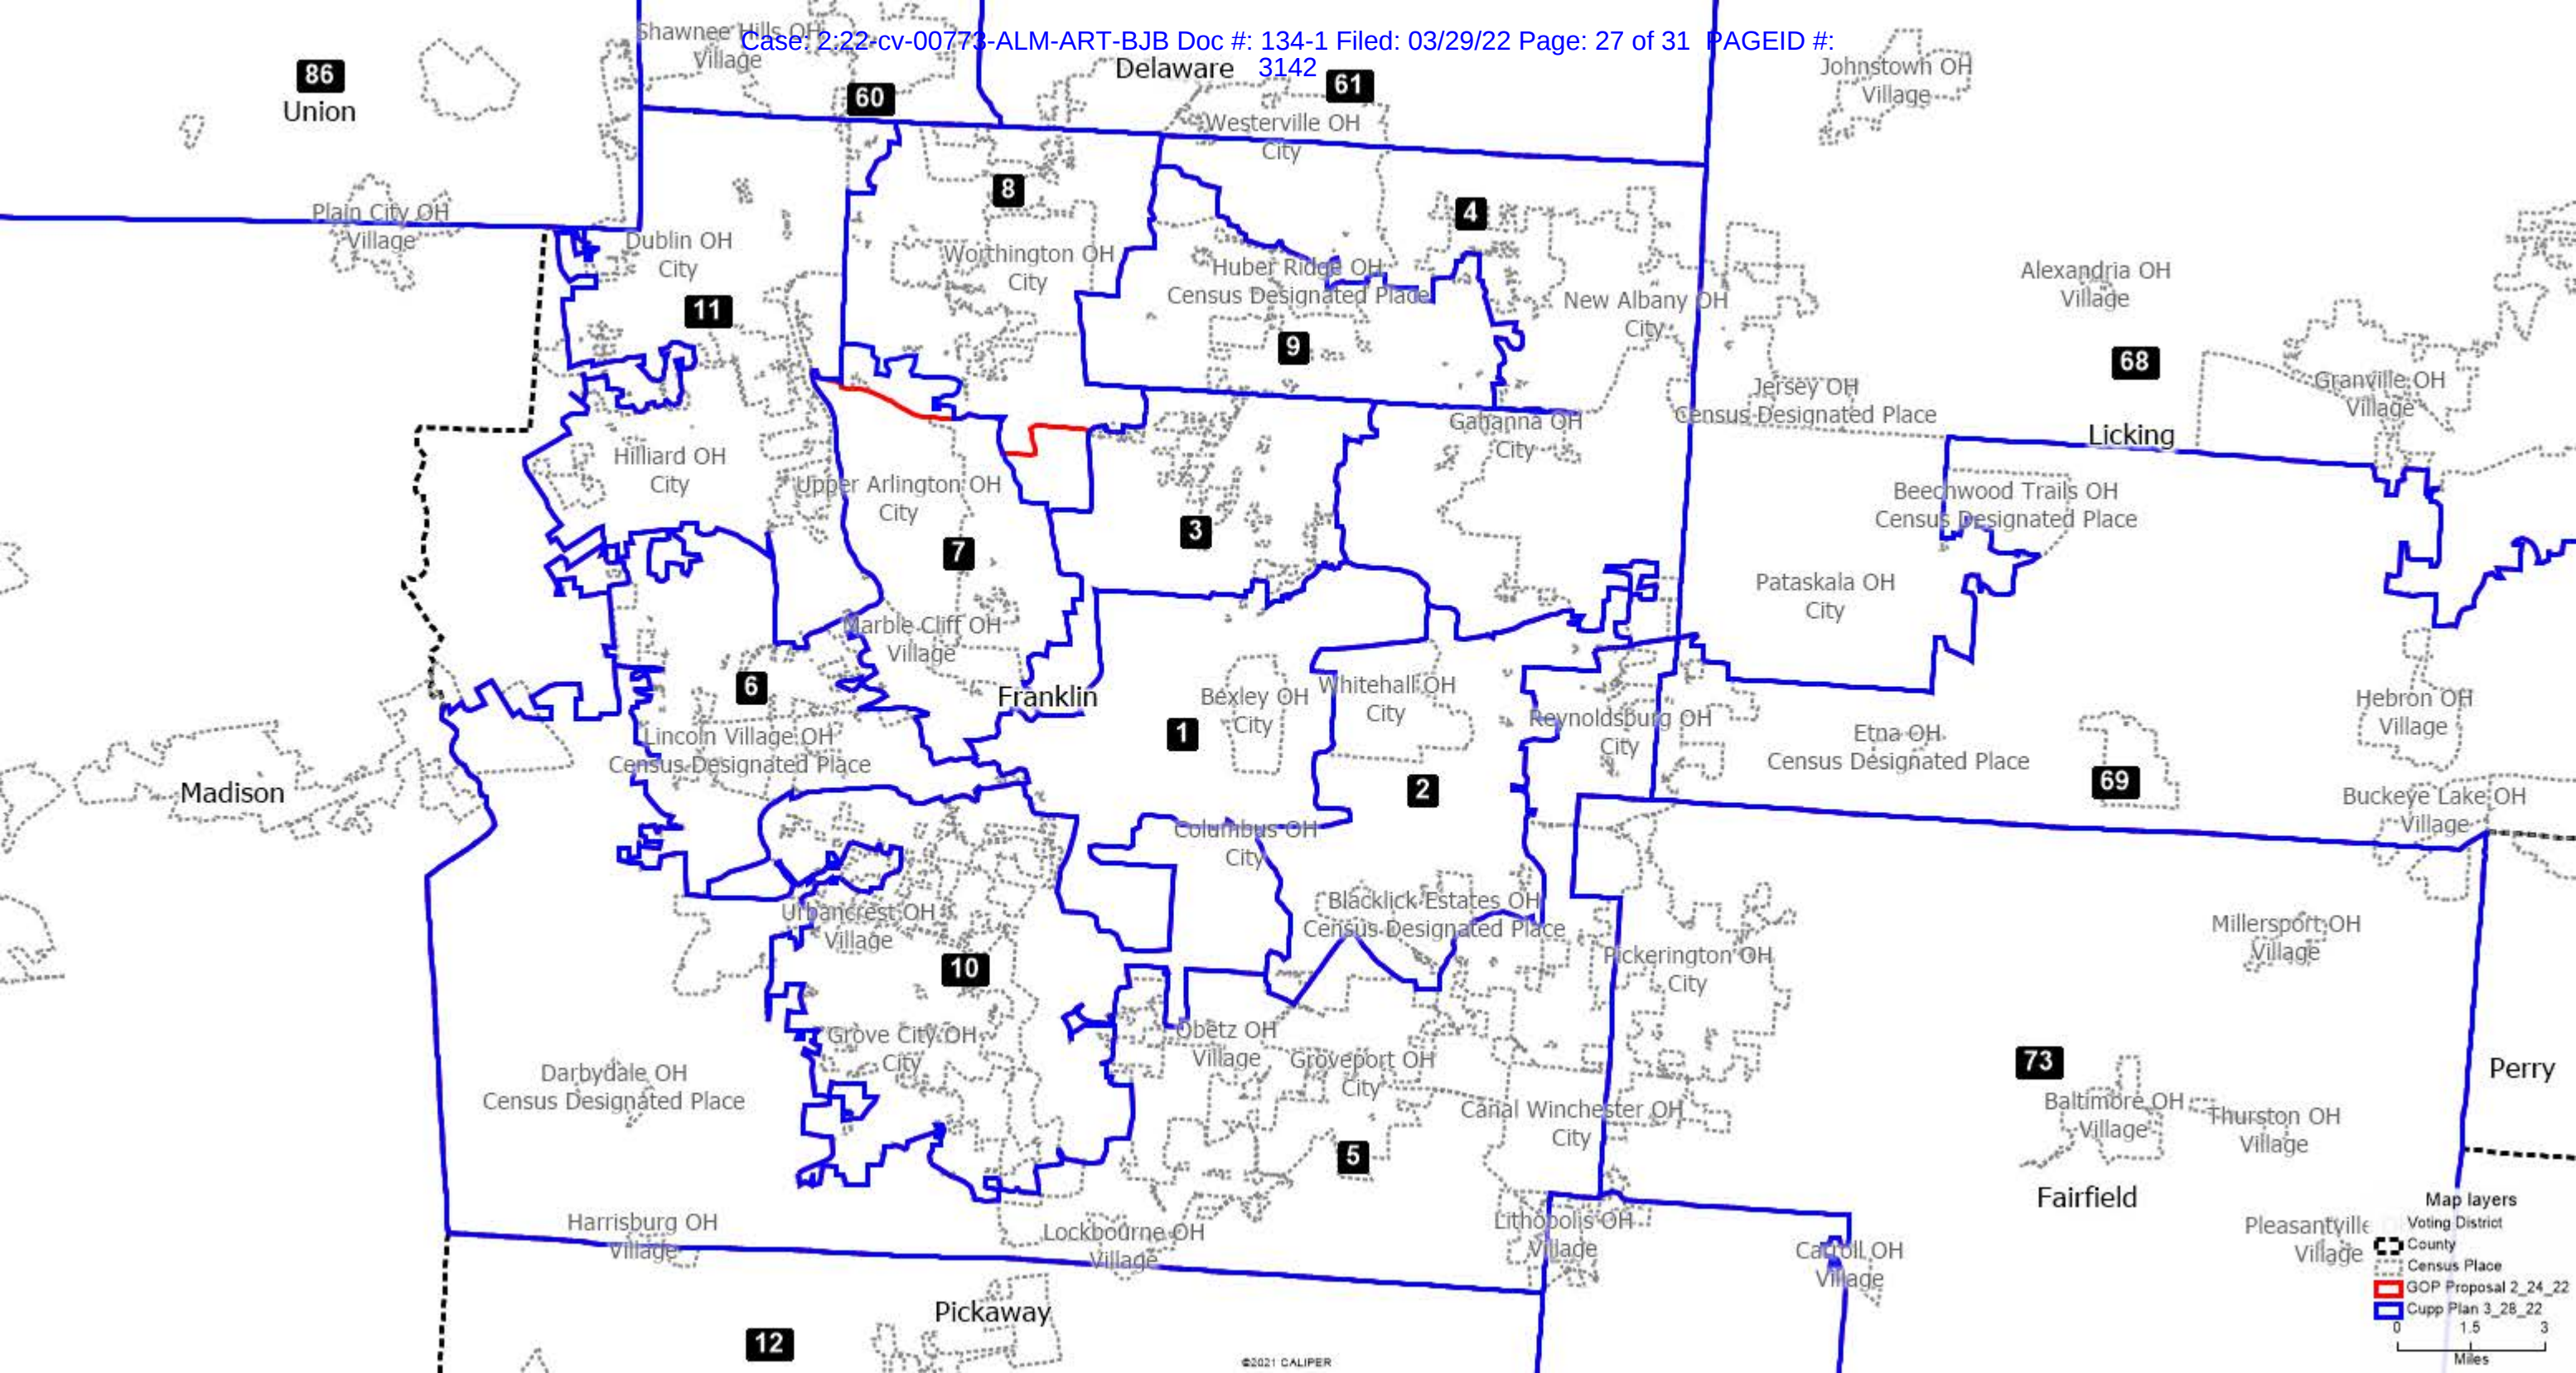 Case: 2:22-cv-00773-ALM-ART-BJB Doc #: 134-1 Filed: 03/29/22 Page: 27 of 31 PAGEID #:
3142
Shawnee Hills OH
Village
Delaware
Johnstown OH
Village
86
Union
60
61
Westerville OH
City
Plain City OH
Village
8
4
Dublin OH
City
Worthington OH
City
Huber Ridge OH
Census Designated Place
New Albany OH
City
Alexandria OH
Village
11
9
68
Jersey OH
Census Designated Place
Granville OH
Village
Gahanna OH
City
Licking
Hilliard OH
City
Upper Arlington OH
City
Beechwood Trails OH
Census Designated Place
3
7
Pataskala OH
City
Marble Cliff OH
Village
6
Franklin
Bexley OH
City
Whitehall OH
City
Reynoldsburg OH
City
Hebron OH
Village
1
Lincoln Village OH
Census Designated Place
Etna OH
Census Designated Place
Madison
2
69
Buckeye Lake OH
Village
Columbus OH
City
Urbancrest OH
Village
Blacklick Estates OH
Census Designated Place
Millersport OH
Village
Pickerington OH
City
10
Grove City OH
City
Obetz OH
Village
Groveport OH
City
73
Perry
Darbydale OH
Census Designated Place
Canal Winchester OH
City
Baltimore OH
Village
Thurston OH
Village
5
Fairfield
Harrisburg OH
Village
Lockbourne OH
Village
Lithopolis OH
Village
Carroll OH
Village
Pleasantville
Village
Pickaway
12
©2021 CALIPER
Map layers
Voting District
County
Census Place
GOP Proposal 2_24_22
Cupp Plan 3_28_22
0 1.5 3
Miles